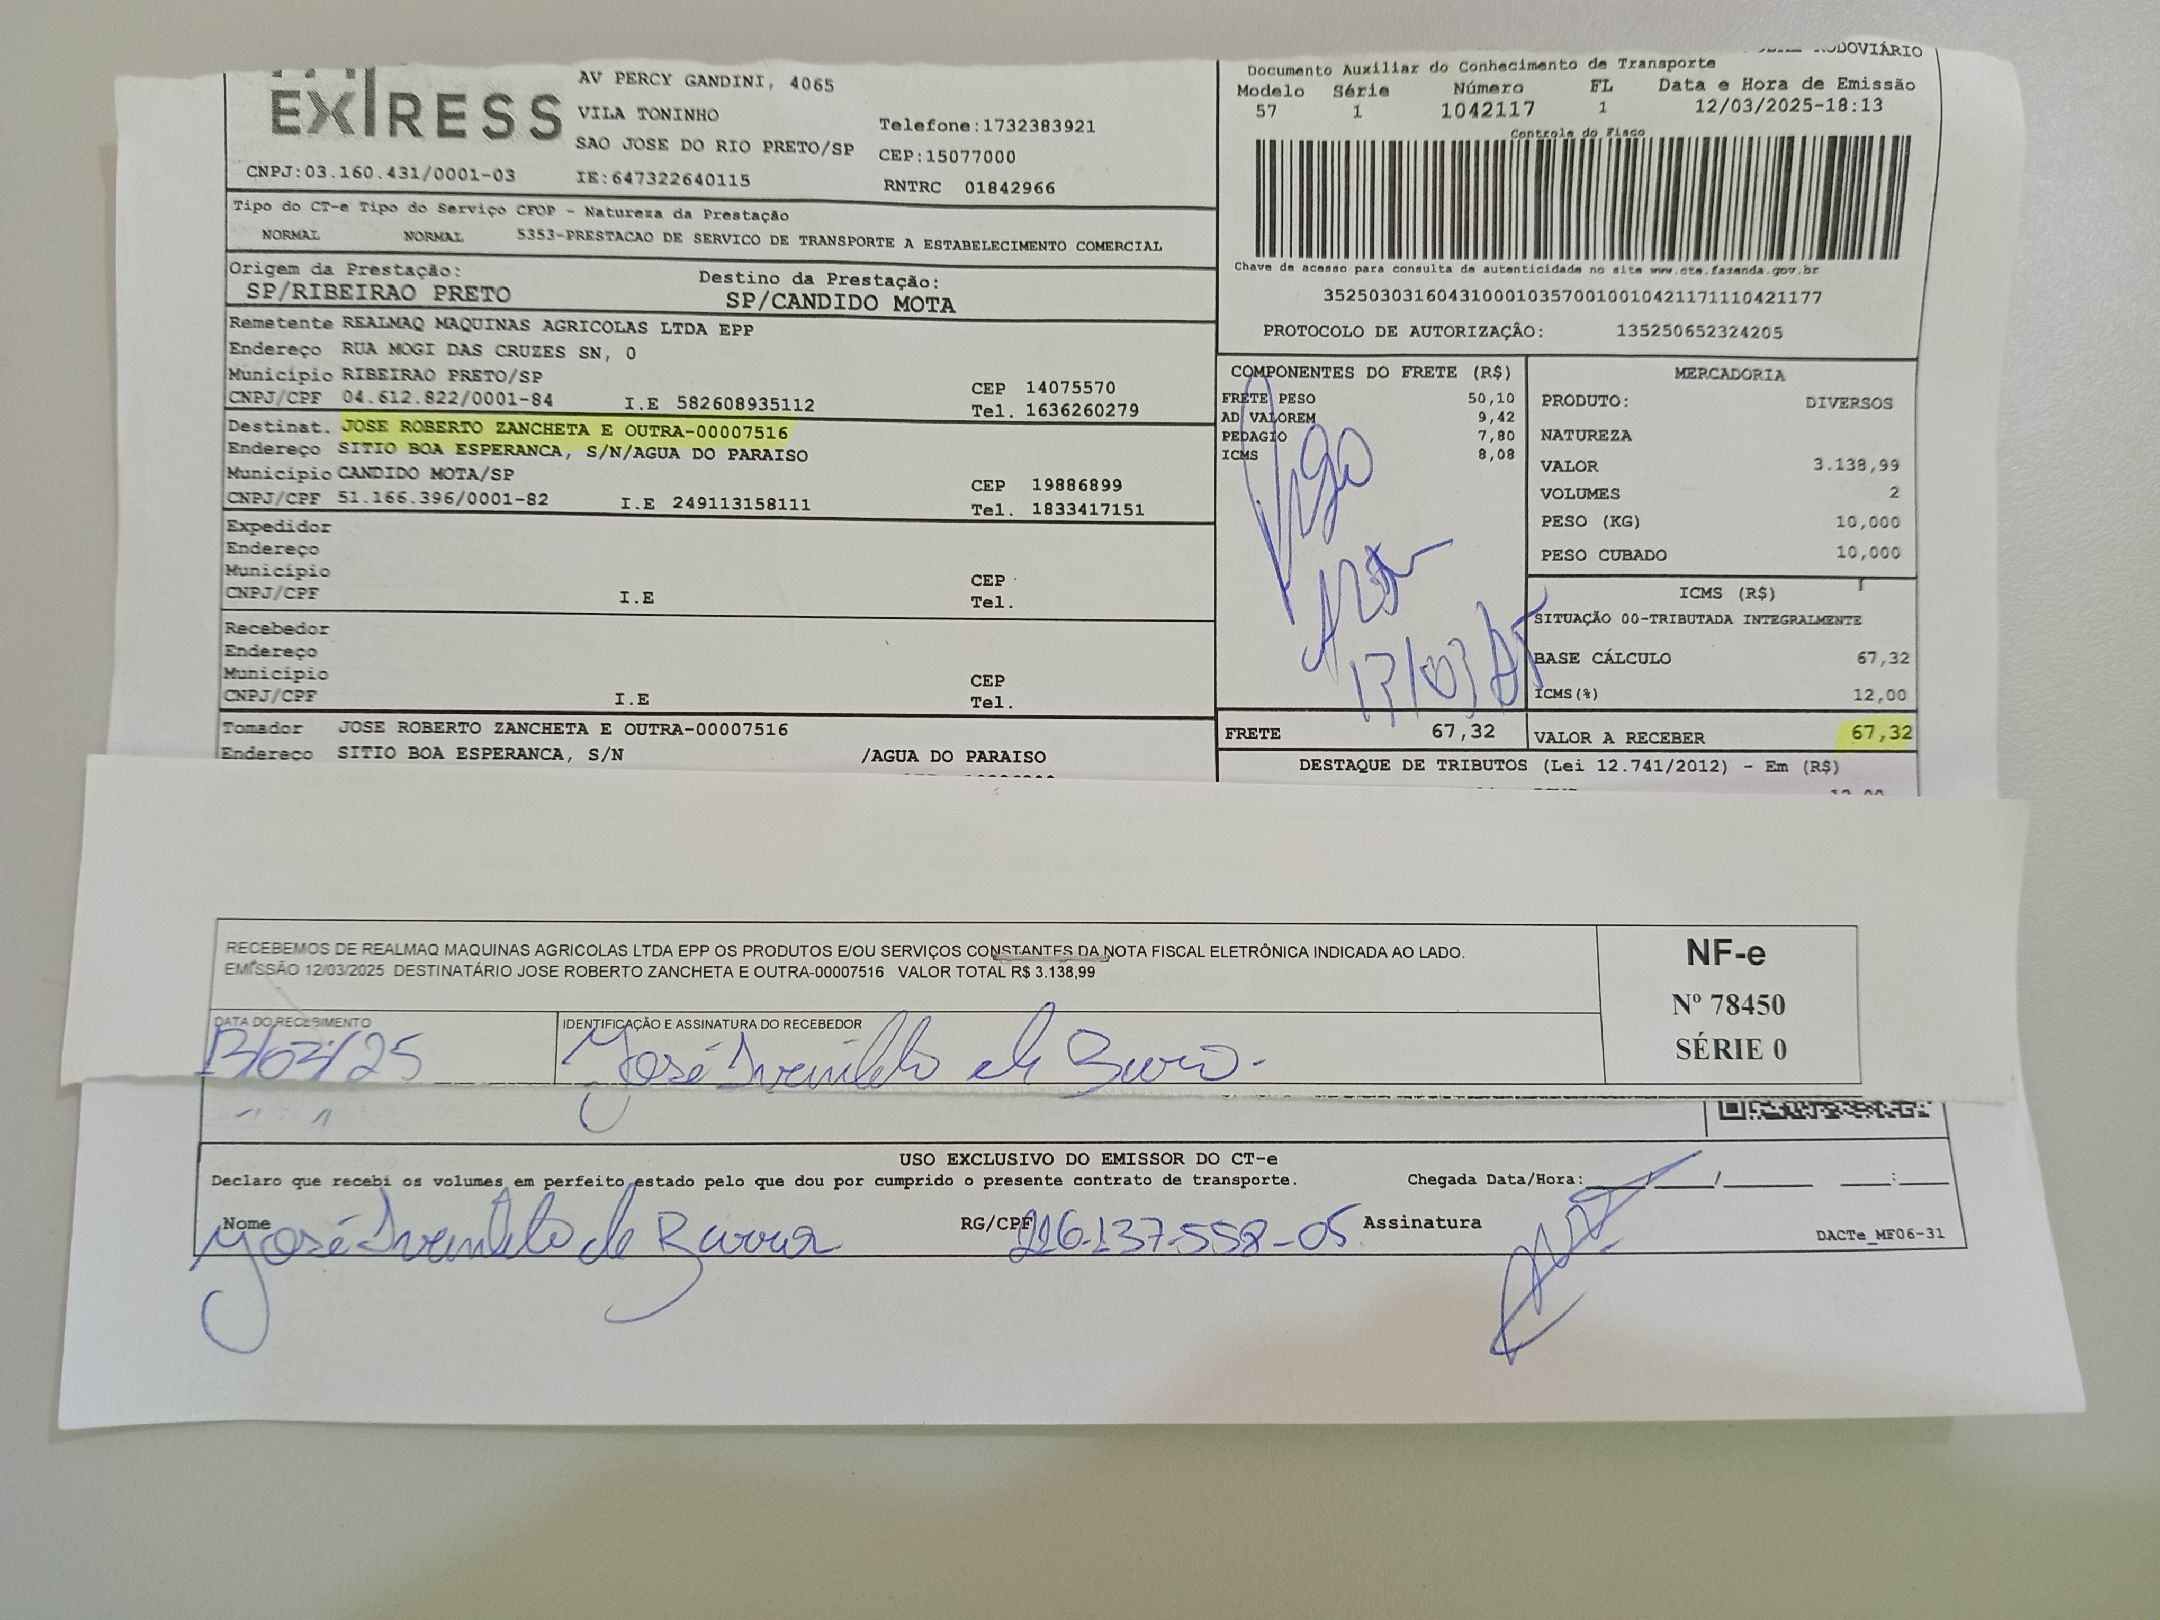 EXPRESS
AV PERCY GANDINI, 4065
VILA TONINHO
SAO JOSE DO RIO PRETO/SP
Telefone:1732383921
CEP:15077000
CNPJ:03.160.431/0001-03 IE:647322640115 RNTRC 01842966
Tipo do CT-e Tipo do Serviço CFOP - Natureza da Prestação
NORMAL NORMAL 5353-PRESTACAO DE SERVICO DE TRANSPORTE A ESTABELECIMENTO COMERCIAL
Origem da Prestação: Destino da Prestação:
SP/RIBEIRAO PRETO SP/CANDIDO MOTA
Remetente REALMAQ MAQUINAS AGRICOLAS LTDA EPP
Endereço RUA MOGI DAS CRUZES SN, 0
Município RIBEIRAO PRETO/SP CEP 14075570
CNPJ/CPF 04.612.822/0001-84 I.E 582608935112 Tel. 1636260279
Destinat. JOSE ROBERTO ZANCHETA E OUTRA-00007516
Endereço SITIO BOA ESPERANCA, S/N/AGUA DO PARAISO
Município CANDIDO MOTA/SP CEP 19886899
CNPJ/CPF 51.166.396/0001-82 I.E 249113158111 Tel. 1833417151
Expedidor
Endereço
Município CEP
CNPJ/CPF I.E Tel.
Recebedor
Endereço
Município CEP
CNPJ/CPF I.E Tel.
Tomador JOSE ROBERTO ZANCHETA E OUTRA-00007516
Endereço SITIO BOA ESPERANCA, S/N /AGUA DO PARAISO
RODOVIÁRIO
Documento Auxiliar do Conhecimento de Transporte
Modelo Série Número FL Data e Hora de Emissão
57 1 1042117 1 12/03/2025-18:13
Controle do Fisco
Chave de acesso para consulta de autenticidade no site www.cte.fazenda.gov.br
35250303160431000103570010010421171110421177
PROTOCOLO DE AUTORIZAÇÃO: 135250652324205
COMPONENTES DO FRETE (R$)
FRETE PESO 50,10
AD VALOREM 9,42
PEDAGIO 7,80
ICMS 8,08
13/03/25
FRETE 67,32
MERCADORIA
PRODUTO: DIVERSOS
NATUREZA
VALOR 3.138,99
VOLUMES 2
PESO (KG) 10,000
PESO CUBADO 10,000
ICMS (R$)
SITUAÇÃO 00-TRIBUTADA INTEGRALMENTE
BASE CÁLCULO 67,32
ICMS(%) 12,00
VALOR A RECEBER 67,32
DESTAQUE DE TRIBUTOS (Lei 12.741/2012) - Em (R$)
RECEBEMOS DE REALMAQ MAQUINAS AGRICOLAS LTDA EPP OS PRODUTOS E/OU SERVIÇOS CONSTANTES DA NOTA FISCAL ELETRÔNICA INDICADA AO LADO.
EMISSÃO 12/03/2025 DESTINATÁRIO JOSE ROBERTO ZANCHETA E OUTRA-00007516 VALOR TOTAL R$ 3.138,99
NF-e
Nº 78450
SÉRIE 0
DATA DO RECEBIMENTO IDENTIFICAÇÃO E ASSINATURA DO RECEBEDOR
13/03/25 José Ivanildo de
USO EXCLUSIVO DO EMISSOR DO CT-e
Declaro que recebi os volumes em perfeito estado pelo que dou por cumprido o presente contrato de transporte. Chegada Data/Hora: / / :
Nome José Ivanildo de RG/CPF 216.137.558-05 Assinatura
DACTe_MF06-31